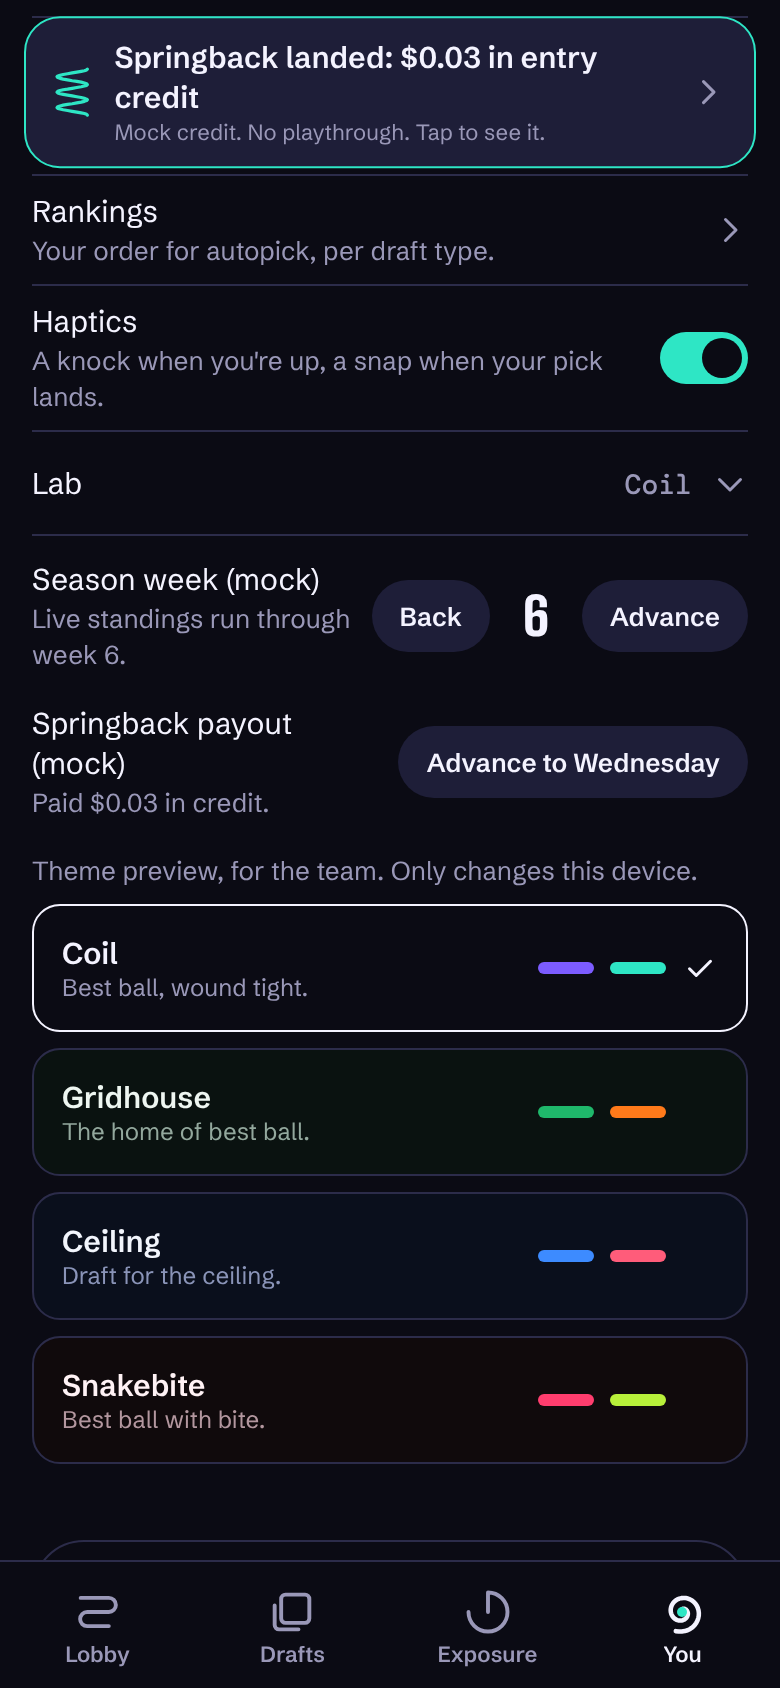 Springback landed: $0.03 in entry
credit
Mock credit. No playthrough. Tap to see it.
Rankings
Your order for autopick, per draft type.
Haptics
A knock when you're up, a snap when your pick
lands.
Lab
Coil
Season week (mock)
Live standings run through
week 6.
Back
6
Advance
Springback payout
(mock)
Paid $0.03 in credit.
Advance to Wednesday
Theme preview, for the team. Only changes this device.
Coil
Best ball, wound tight.
Gridhouse
The home of best ball.
Ceiling
Draft for the ceiling.
Snakebite
Best ball with bite.
Lobby
Drafts
Exposure
You